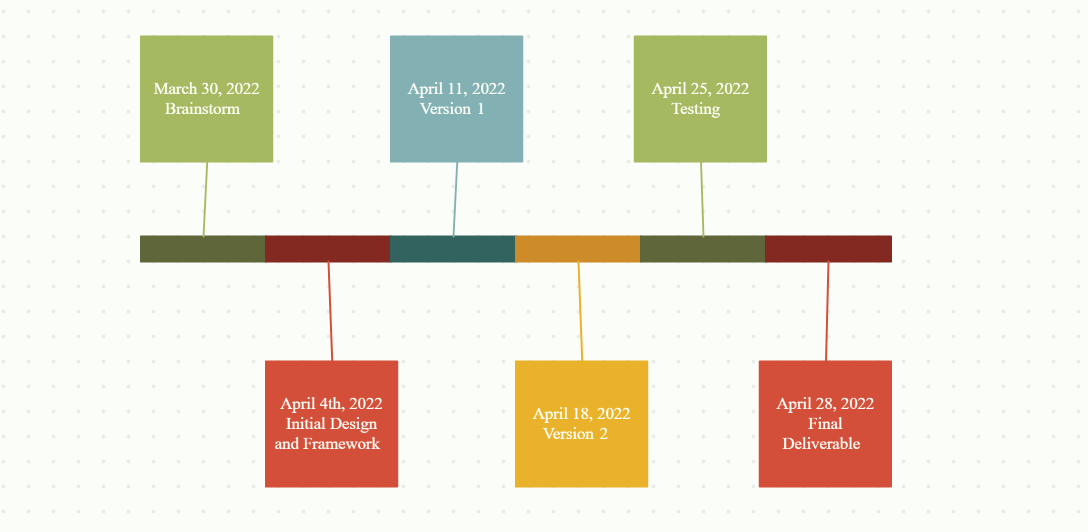 March 30, 2022
Brainstorm
April 11, 2022
Version 1
April 25, 2022
Testing
April 4th, 2022
Initial Design
and Framework
April 18, 2022
Version 2
April 28, 2022
Final
Deliverable